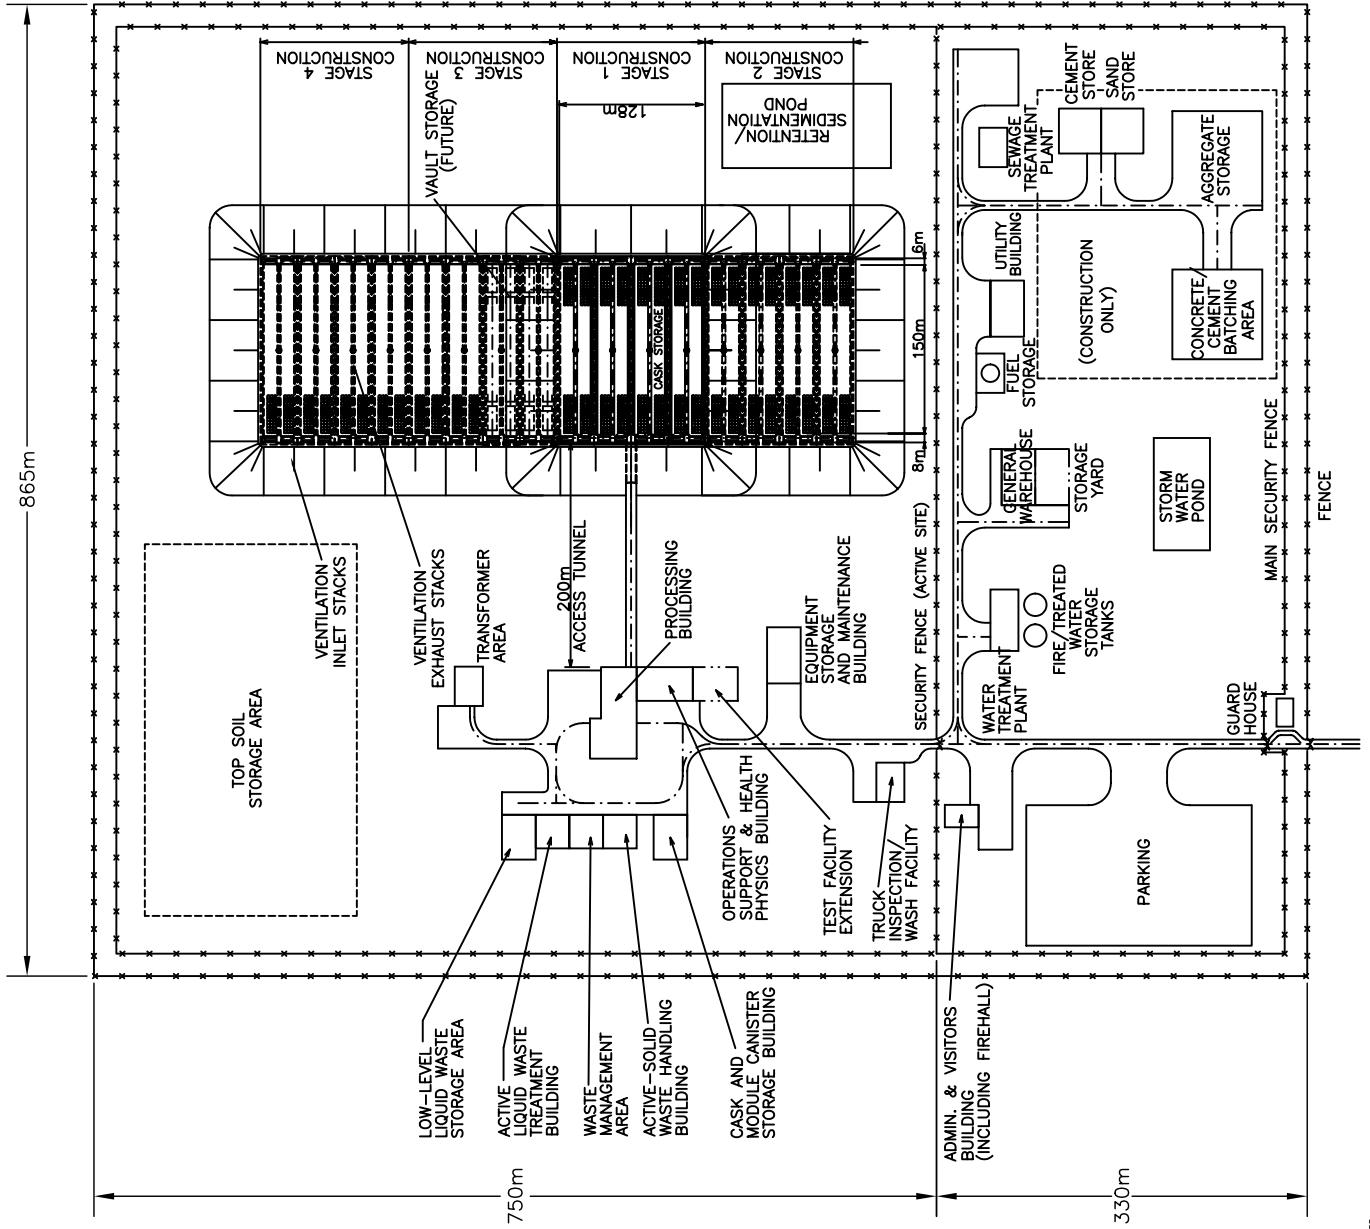 865m
STAGE 4
CONSTRUCTION
STAGE 3
CONSTRUCTION
STAGE 1
CONSTRUCTION
STAGE 2
CONSTRUCTION
128m
VAULT STORAGE
(FUTURE)
RETENTION/
SEDIMENTATION
POND
CEMENT
STORE
SAND
STORE
SEWAGE
TREATMENT
PLANT
AGGREGATE
STORAGE
UTILITY
BUILDING
(CONSTRUCTION
ONLY)
CONCRETE/
CEMENT
BATCHING
AREA
6m
150m
8m
CASK STORAGE
FUEL
STORAGE
GENERAL
WAREHOUSE
STORAGE
YARD
STORM
WATER
POND
MAIN SECURITY FENCE
FENCE
VENTILATION
INLET STACKS
VENTILATION
EXHAUST STACKS
TRANSFORMER
AREA
200m
ACCESS TUNNEL
PROCESSING
BUILDING
EQUIPMENT
STORAGE
AND MAINTENANCE
BUILDING
SECURITY FENCE (ACTIVE SITE)
WATER
TREATMENT
PLANT
FIRE/TREATED
WATER
STORAGE
TANKS
GUARD
HOUSE
TOP SOIL
STORAGE AREA
OPERATIONS
SUPPORT & HEALTH
PHYSICS BUILDING
TEST FACILITY
EXTENSION
TRUCK
INSPECTION/
WASH FACILITY
PARKING
LOW-LEVEL
LIQUID WASTE
STORAGE AREA
ACTIVE
LIQUID WASTE
TREATMENT
BUILDING
WASTE
MANAGEMENT
AREA
ACTIVE-SOLID
WASTE HANDLING
BUILDING
CASK AND
MODULE CANISTER
STORAGE BUILDING
ADMIN. & VISITORS
BUILDING
(INCLUDING FIREHALL)
750m
330m